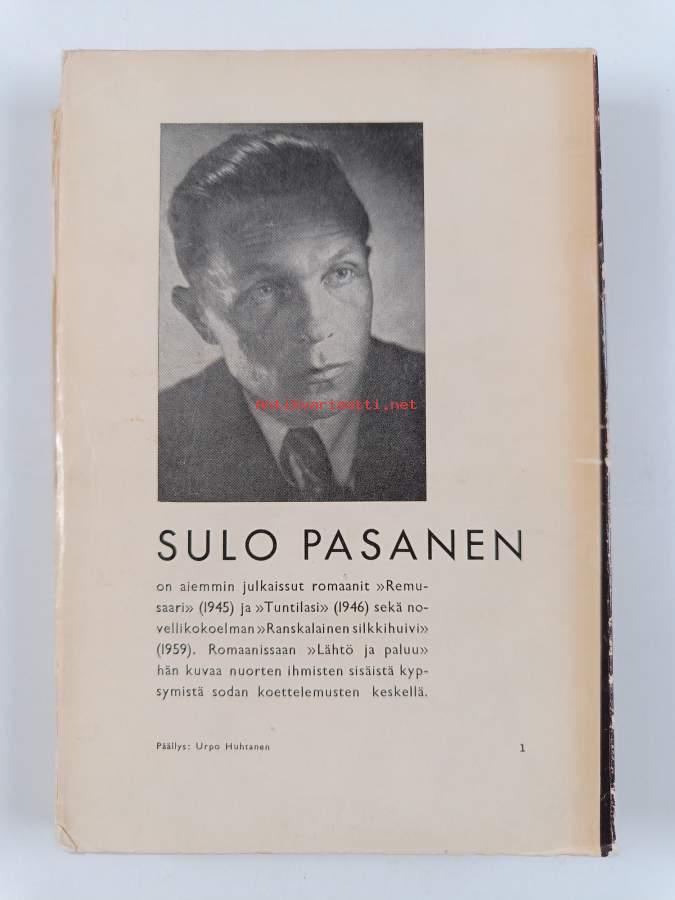 Antikvariaatti.net
SULO PASANEN
on aiemmin julkaissut romaanit »Remu-
saari» (1945) ja »Tuntilasi» (1946) sekä no-
vellikokoelman »Ranskalainen silkkihuivi»
(1959). Romaanissaan »Lähtö ja paluu»
hän kuvaa nuorten ihmisten sisäistä kyp-
symistä sodan koettelemusten keskellä.
Päällys: Urpo Huhtanen 1